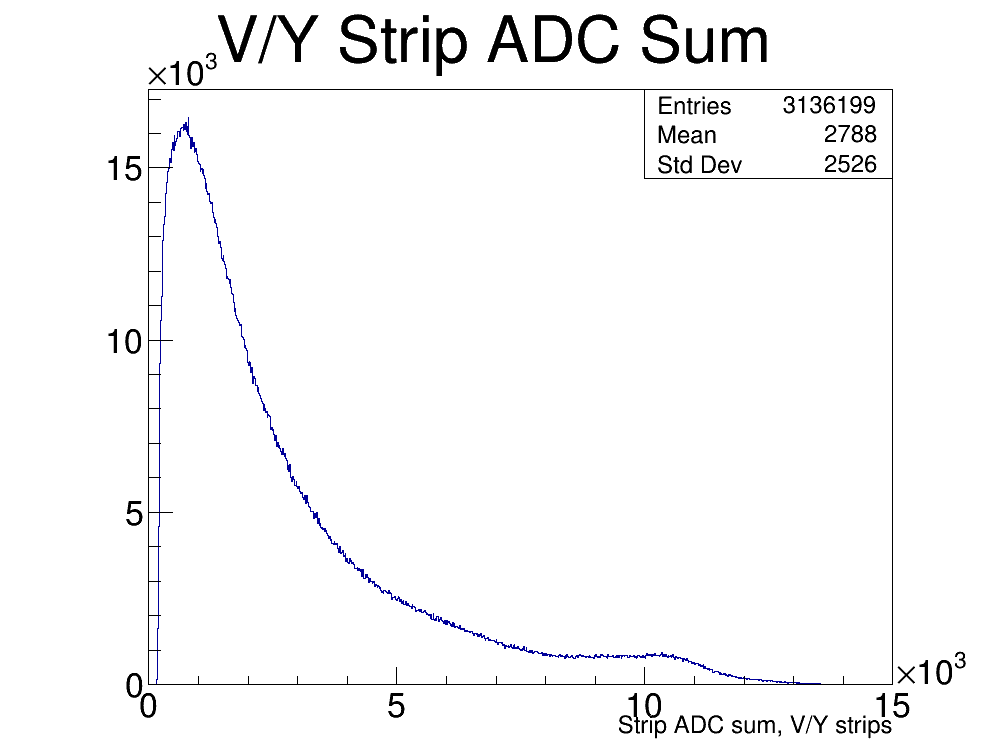 V/Y Strip ADC Sum
×10³
Entries 3136199
Mean 2788
Std Dev 2526
15
10
5
0
0 5 10 15
×10³
Strip ADC sum, V/Y strips